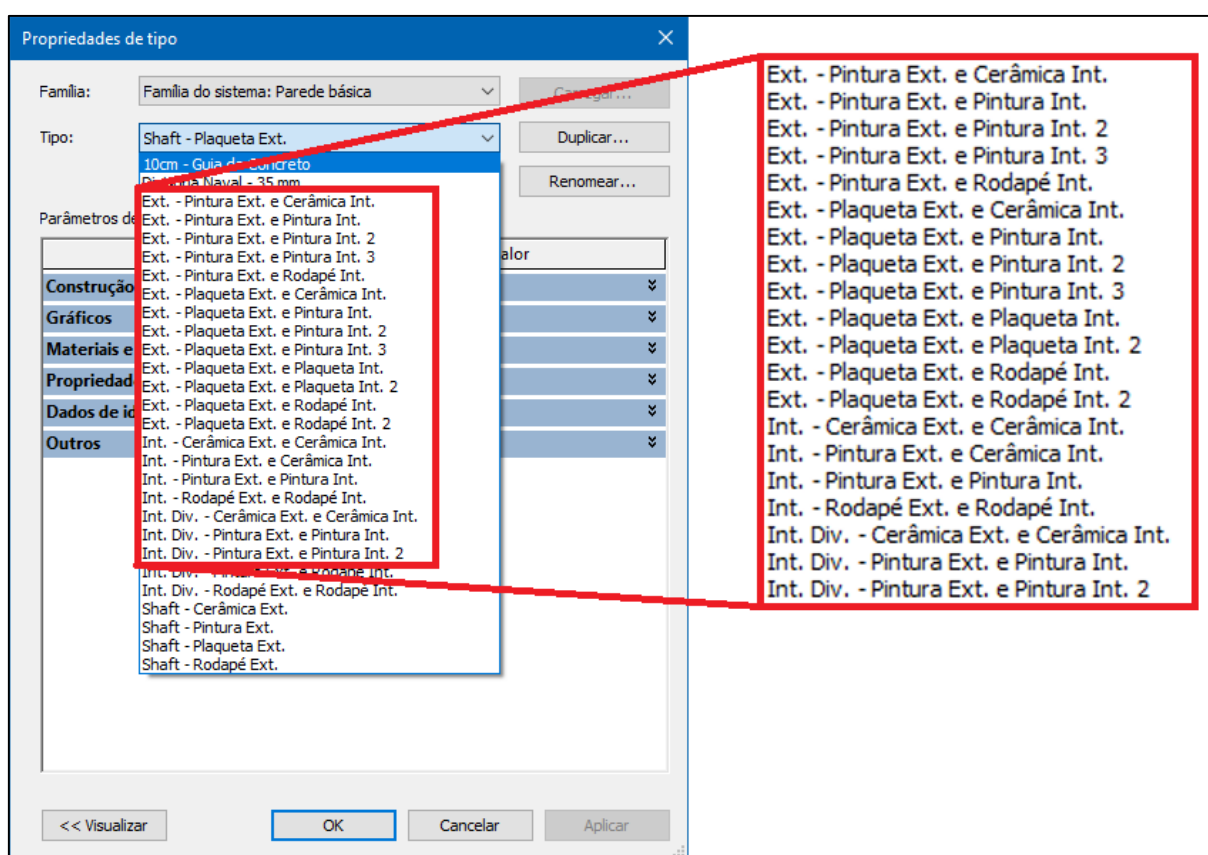 Propriedades de tipo
Família:
Família do sistema: Parede básica
Tipo:
Shaft - Plaqueta Ext.
Duplicar...
10cm - Guia de Concreto
Naval - 35 mm
Renomear...
Parâmetros de
Ext. - Pintura Ext. e Cerâmica Int.
Ext. - Pintura Ext. e Pintura Int.
Ext. - Pintura Ext. e Pintura Int. 2
Ext. - Pintura Ext. e Pintura Int. 3
Ext. - Pintura Ext. e Rodapé Int.
Ext. - Plaqueta Ext. e Cerâmica Int.
Ext. - Plaqueta Ext. e Pintura Int.
Ext. - Plaqueta Ext. e Pintura Int. 2
Ext. - Plaqueta Ext. e Pintura Int. 3
Ext. - Plaqueta Ext. e Plaqueta Int.
Ext. - Plaqueta Ext. e Plaqueta Int. 2
Ext. - Plaqueta Ext. e Rodapé Int.
Ext. - Plaqueta Ext. e Rodapé Int. 2
Int. - Cerâmica Ext. e Cerâmica Int.
Int. - Pintura Ext. e Cerâmica Int.
Int. - Pintura Ext. e Pintura Int.
Int. - Rodapé Ext. e Rodapé Int.
Int. Div. - Cerâmica Ext. e Cerâmica Int.
Int. Div. - Pintura Ext. e Pintura Int.
Int. Div. - Pintura Ext. e Pintura Int. 2
Int. Div. - Pintura Ext. e Rodapé Int.
Int. Div. - Rodapé Ext. e Rodapé Int.
Shaft - Cerâmica Ext.
Shaft - Pintura Ext.
Shaft - Plaqueta Ext.
Shaft - Rodapé Ext.
alor
Construção
Gráficos
Materiais e
Propriedad
Dados de id
Outros
<< Visualizar
OK
Cancelar
Aplicar
Ext. - Pintura Ext. e Cerâmica Int.
Ext. - Pintura Ext. e Pintura Int.
Ext. - Pintura Ext. e Pintura Int. 2
Ext. - Pintura Ext. e Pintura Int. 3
Ext. - Pintura Ext. e Rodapé Int.
Ext. - Plaqueta Ext. e Cerâmica Int.
Ext. - Plaqueta Ext. e Pintura Int.
Ext. - Plaqueta Ext. e Pintura Int. 2
Ext. - Plaqueta Ext. e Pintura Int. 3
Ext. - Plaqueta Ext. e Plaqueta Int.
Ext. - Plaqueta Ext. e Plaqueta Int. 2
Ext. - Plaqueta Ext. e Rodapé Int.
Ext. - Plaqueta Ext. e Rodapé Int. 2
Int. - Cerâmica Ext. e Cerâmica Int.
Int. - Pintura Ext. e Cerâmica Int.
Int. - Pintura Ext. e Pintura Int.
Int. - Rodapé Ext. e Rodapé Int.
Int. Div. - Cerâmica Ext. e Cerâmica Int.
Int. Div. - Pintura Ext. e Pintura Int.
Int. Div. - Pintura Ext. e Pintura Int. 2